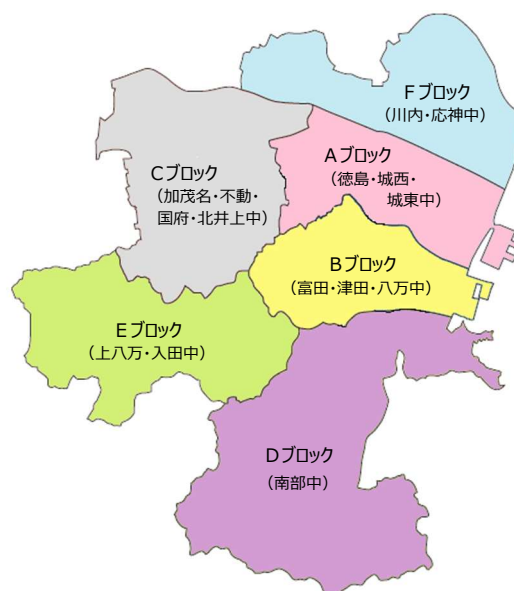 Fブロック
（川内・応神中）
Aブロック
（徳島・城西・
城東中）
Cブロック
（加茂名・不動・
国府・北井上中）
Bブロック
（富田・津田・八万中）
Eブロック
（上八万・入田中）
Dブロック
（南部中）